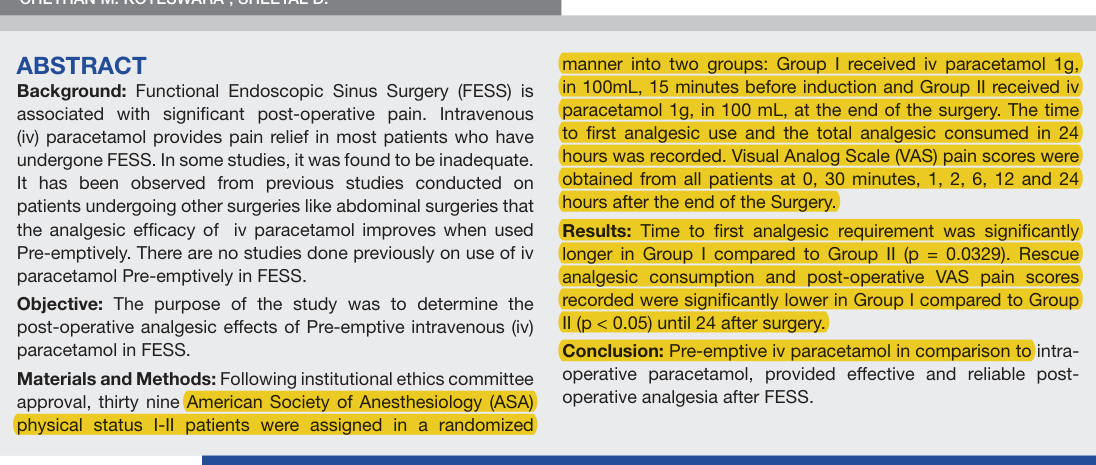 CHETHAN M. KOTESWARA , SHEETAL D.
ABSTRACT
Background: Functional Endoscopic Sinus Surgery (FESS) is
associated with significant post-operative pain. Intravenous
(iv) paracetamol provides pain relief in most patients who have
undergone FESS. In some studies, it was found to be inadequate.
It has been observed from previous studies conducted on
patients undergoing other surgeries like abdominal surgeries that
the analgesic efficacy of iv paracetamol improves when used
Pre-emptively. There are no studies done previously on use of iv
paracetamol Pre-emptively in FESS.
Objective: The purpose of the study was to determine the
post-operative analgesic effects of Pre-emptive intravenous (iv)
paracetamol in FESS.
Materials and Methods: Following institutional ethics committee
approval, thirty nine American Society of Anesthesiology (ASA)
physical status I-II patients were assigned in a randomized
manner into two groups: Group I received iv paracetamol 1g,
in 100mL, 15 minutes before induction and Group II received iv
paracetamol 1g, in 100 mL, at the end of the surgery. The time
to first analgesic use and the total analgesic consumed in 24
hours was recorded. Visual Analog Scale (VAS) pain scores were
obtained from all patients at 0, 30 minutes, 1, 2, 6, 12 and 24
hours after the end of the Surgery.
Results: Time to first analgesic requirement was significantly
longer in Group I compared to Group II (p = 0.0329). Rescue
analgesic consumption and post-operative VAS pain scores
recorded were significantly lower in Group I compared to Group
II (p < 0.05) until 24 after surgery.
Conclusion: Pre-emptive iv paracetamol in comparison to intra-
operative paracetamol, provided effective and reliable post-
operative analgesia after FESS.